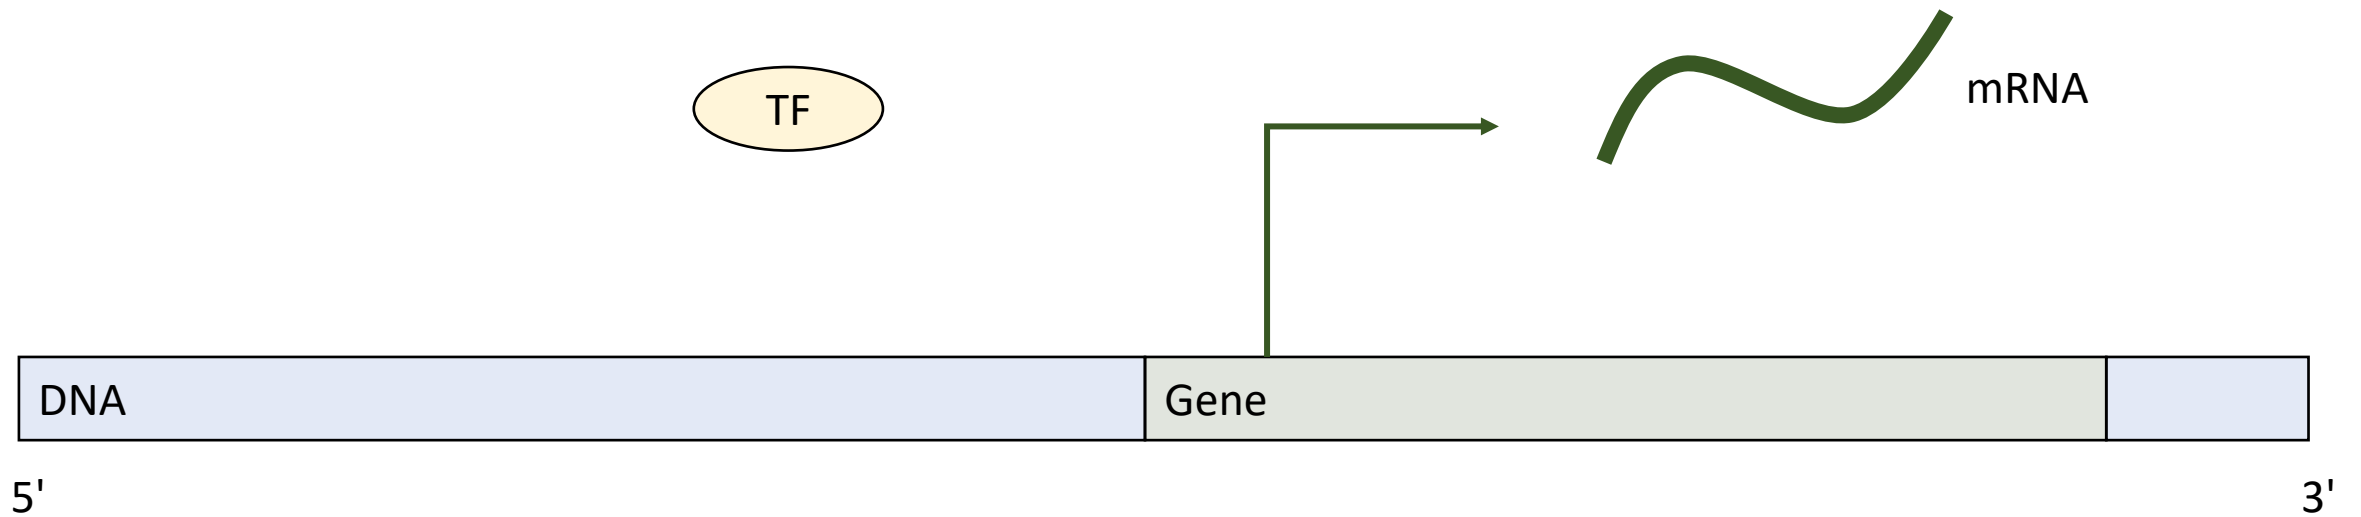 TF
mRNA
DNA
Gene
5'
3'